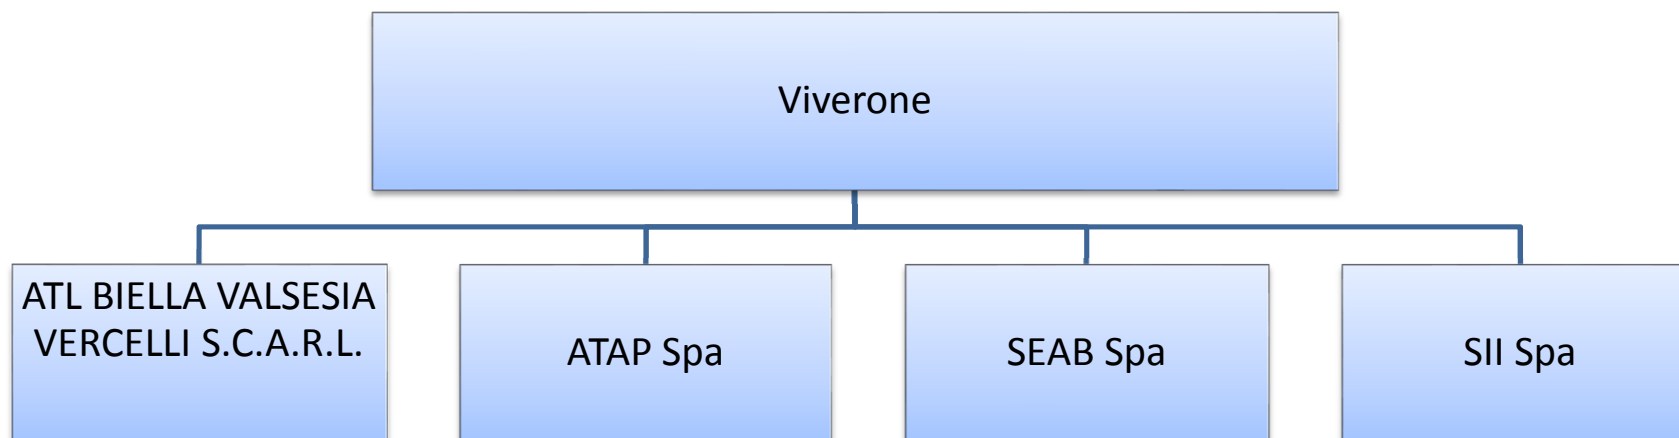 Viverone
ATL BIELLA VALSESIA
VERCELLI S.C.A.R.L.
ATAP Spa
SEAB Spa
SII Spa